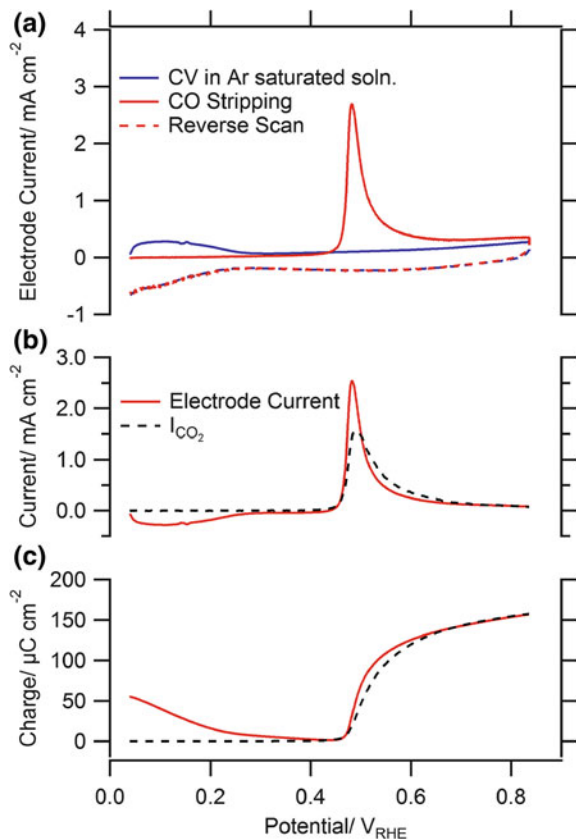 (a)
4
3
2
1
0
-1
Electrode Current/ mA cm-2
CV in Ar saturated soln.
CO Stripping
Reverse Scan
(b)
3.0
2.0
1.0
0.0
Current/ mA cm-2
Electrode Current
ICO2
(c)
200
150
100
50
0
Charge/ µC cm-2
0.0 0.2 0.4 0.6 0.8
Potential/ VRHE